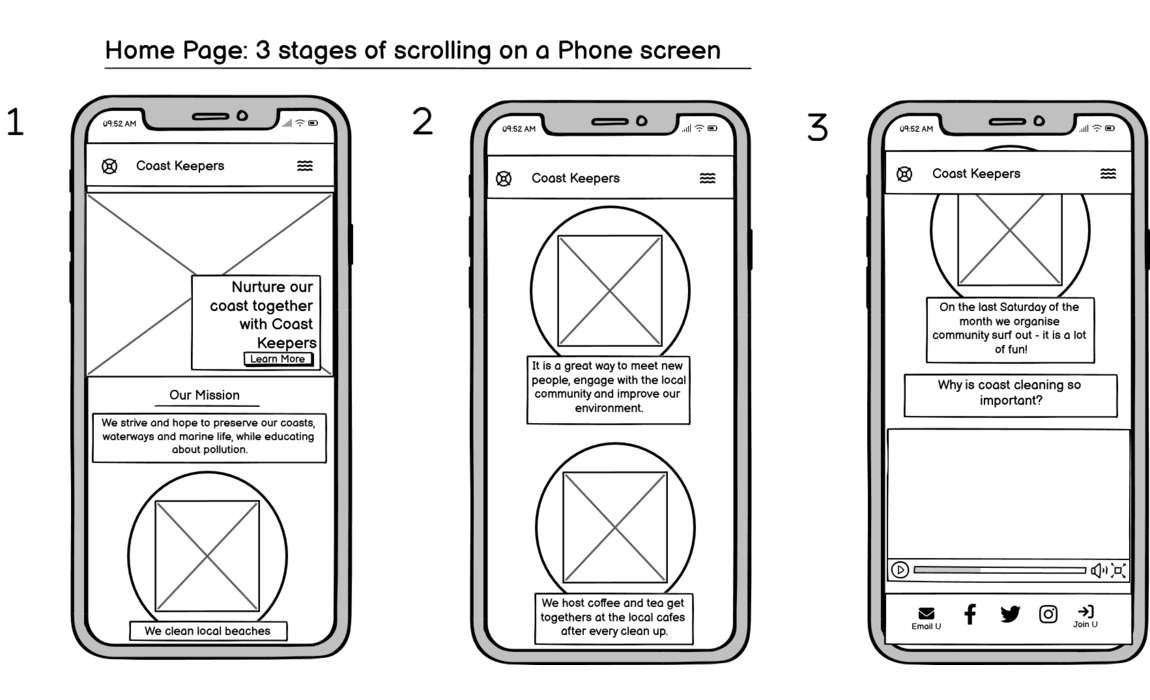 Home Page: 3 stages of scrolling on a Phone screen
1
09:52 AM
Coast Keepers
Nurture our
coast together
with Coast
Keepers
Learn More
Our Mission
We strive and hope to preserve our coasts,
waterways and marine life, while educating
about pollution.
We clean local beaches
2
09:52 AM
Coast Keepers
It is a great way to meet new
people, engage with the local
community and improve our
environment.
We host coffee and tea get
togethers at the local cafes
after every clean up.
3
09:52 AM
Coast Keepers
On the last Saturday of the
month we organise
community surf out - it is a lot
of fun!
Why is coast cleaning so
important?
Email U
Join U